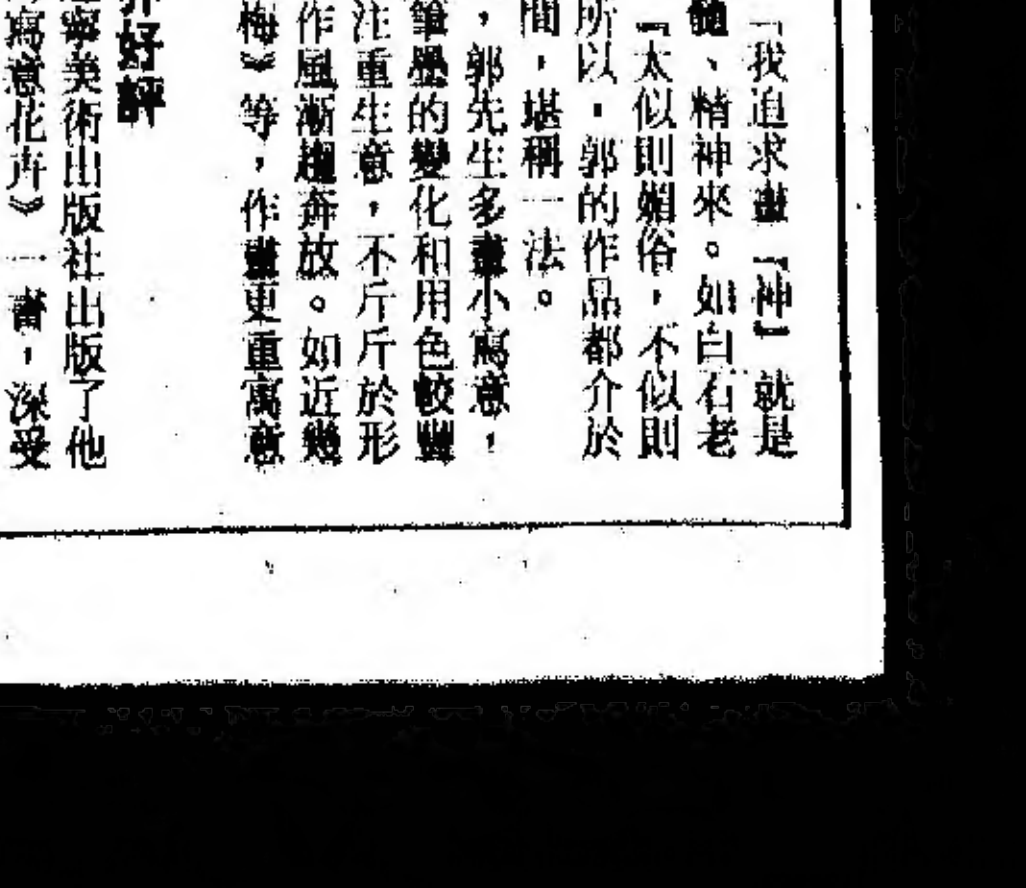 「我追求畫『神』就是
髓、精神來。如白石老
『太似則媚俗，不似則
所以，郭的作品都介於
間，堪稱一法。
，郭先生多畫小寫意，
筆墨的變化和用色較豐
注重生意，不斤斤於形
作風漸趨奔放。如近幾
梅》等，作畫更重寓意
界好評
遼寧美術出版社出版了他
寫意花卉》一書，深受